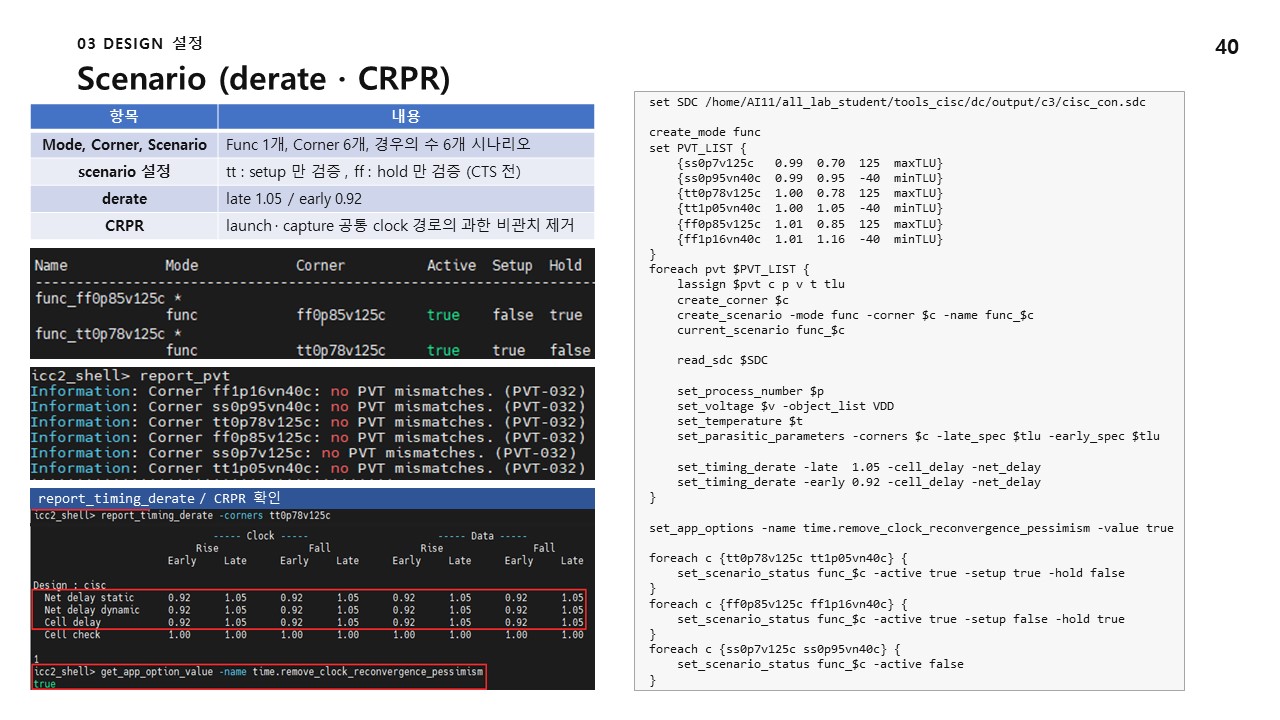 03 DESIGN 설정
40
Scenario (derate · CRPR)
항목 내용
Mode, Corner, Scenario Func 1개, Corner 6개, 경우의 수 6개 시나리오
scenario 설정 tt : setup 만 검증 , ff : hold 만 검증 (CTS 전)
derate late 1.05 / early 0.92
CRPR launch · capture 공통 clock 경로의 과한 비관치 제거
Name Mode Corner Active Setup Hold
--------------------------------------------------------------------
func_ff0p85v125c *
func ff0p85v125c true false true
func_tt0p78v125c *
func tt0p78v125c true true false
icc2_shell> report_pvt
Information: Corner ff1p16vn40c: no PVT mismatches. (PVT-032)
Information: Corner ss0p95vn40c: no PVT mismatches. (PVT-032)
Information: Corner tt0p78v125c: no PVT mismatches. (PVT-032)
Information: Corner ff0p85v125c: no PVT mismatches. (PVT-032)
Information: Corner ss0p7v125c: no PVT mismatches. (PVT-032)
Information: Corner tt1p05vn40c: no PVT mismatches. (PVT-032)
report_timing_derate / CRPR 확인
icc2_shell> report_timing_derate -corners tt0p78v125c
----- Clock ----- ----- Data -----
Rise Fall Rise Fall
Early Late Early Late Early Late Early Late
Design : cisc
Net delay static 0.92 1.05 0.92 1.05 0.92 1.05 0.92 1.05
Net delay dynamic 0.92 1.05 0.92 1.05 0.92 1.05 0.92 1.05
Cell delay 0.92 1.05 0.92 1.05 0.92 1.05 0.92 1.05
Cell check 1.00 1.00 1.00 1.00 1.00 1.00 1.00 1.00
1
icc2_shell> get_app_option_value -name time.remove_clock_reconvergence_pessimism
true
set SDC /home/AI11/all_lab_student/tools_cisc/dc/output/c3/cisc_con.sdc
create_mode func
set PVT_LIST {
{ss0p7v125c 0.99 0.70 125 maxTLU}
{ss0p95vn40c 0.99 0.95 -40 minTLU}
{tt0p78v125c 1.00 0.78 125 maxTLU}
{tt1p05vn40c 1.00 1.05 -40 minTLU}
{ff0p85v125c 1.01 0.85 125 maxTLU}
{ff1p16vn40c 1.01 1.16 -40 minTLU}
}
foreach pvt $PVT_LIST {
lassign $pvt c p v t tlu
create_corner $c
create_scenario -mode func -corner $c -name func_$c
current_scenario func_$c
read_sdc $SDC
set_process_number $p
set_voltage $v -object_list VDD
set_temperature $t
set_parasitic_parameters -corners $c -late_spec $tlu -early_spec $tlu
set_timing_derate -late 1.05 -cell_delay -net_delay
set_timing_derate -early 0.92 -cell_delay -net_delay
}
set_app_options -name time.remove_clock_reconvergence_pessimism -value true
foreach c {tt0p78v125c tt1p05vn40c} {
set_scenario_status func_$c -active true -setup true -hold false
}
foreach c {ff0p85v125c ff1p16vn40c} {
set_scenario_status func_$c -active true -setup false -hold true
}
foreach c {ss0p7v125c ss0p95vn40c} {
set_scenario_status func_$c -active false
}